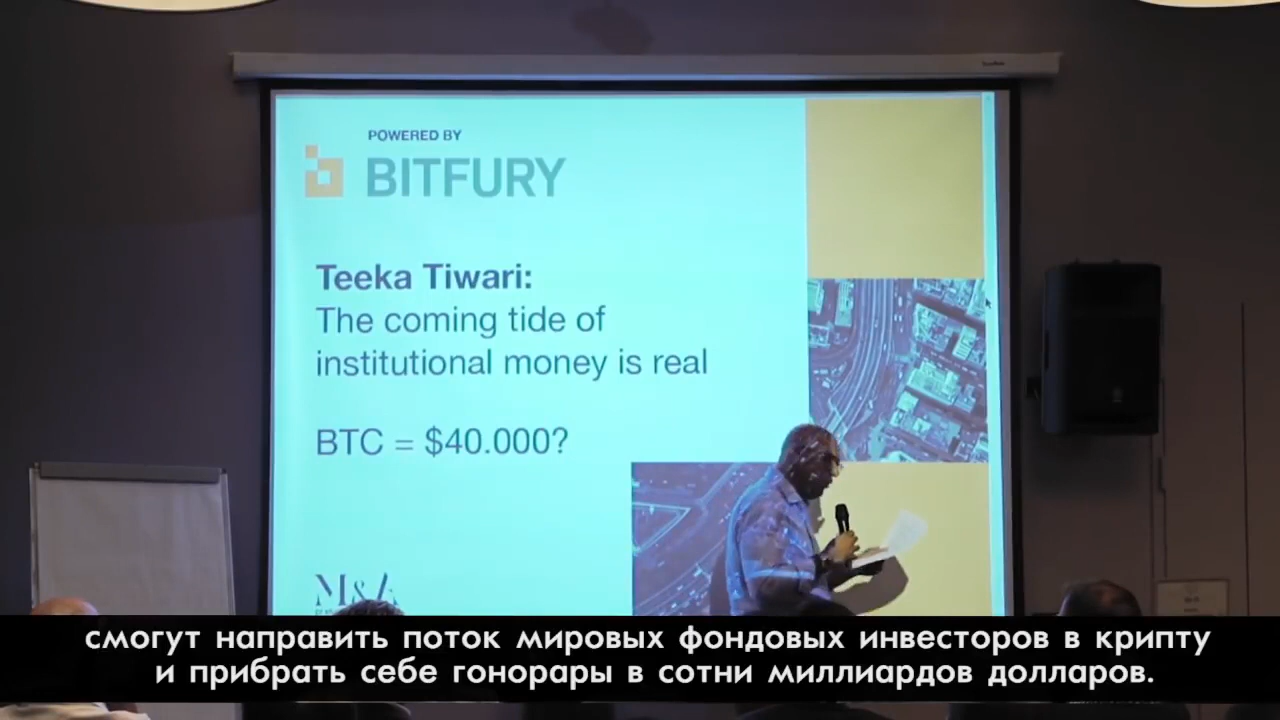 POWERED BY
BITFURY
Teeka Tiwari:
The coming tide of
institutional money is real
BTC = $40.000?
M&A
смогут направить поток мировых фондовых инвесторов в крипту
и прибрать себе гонорары в сотни миллиардов долларов.